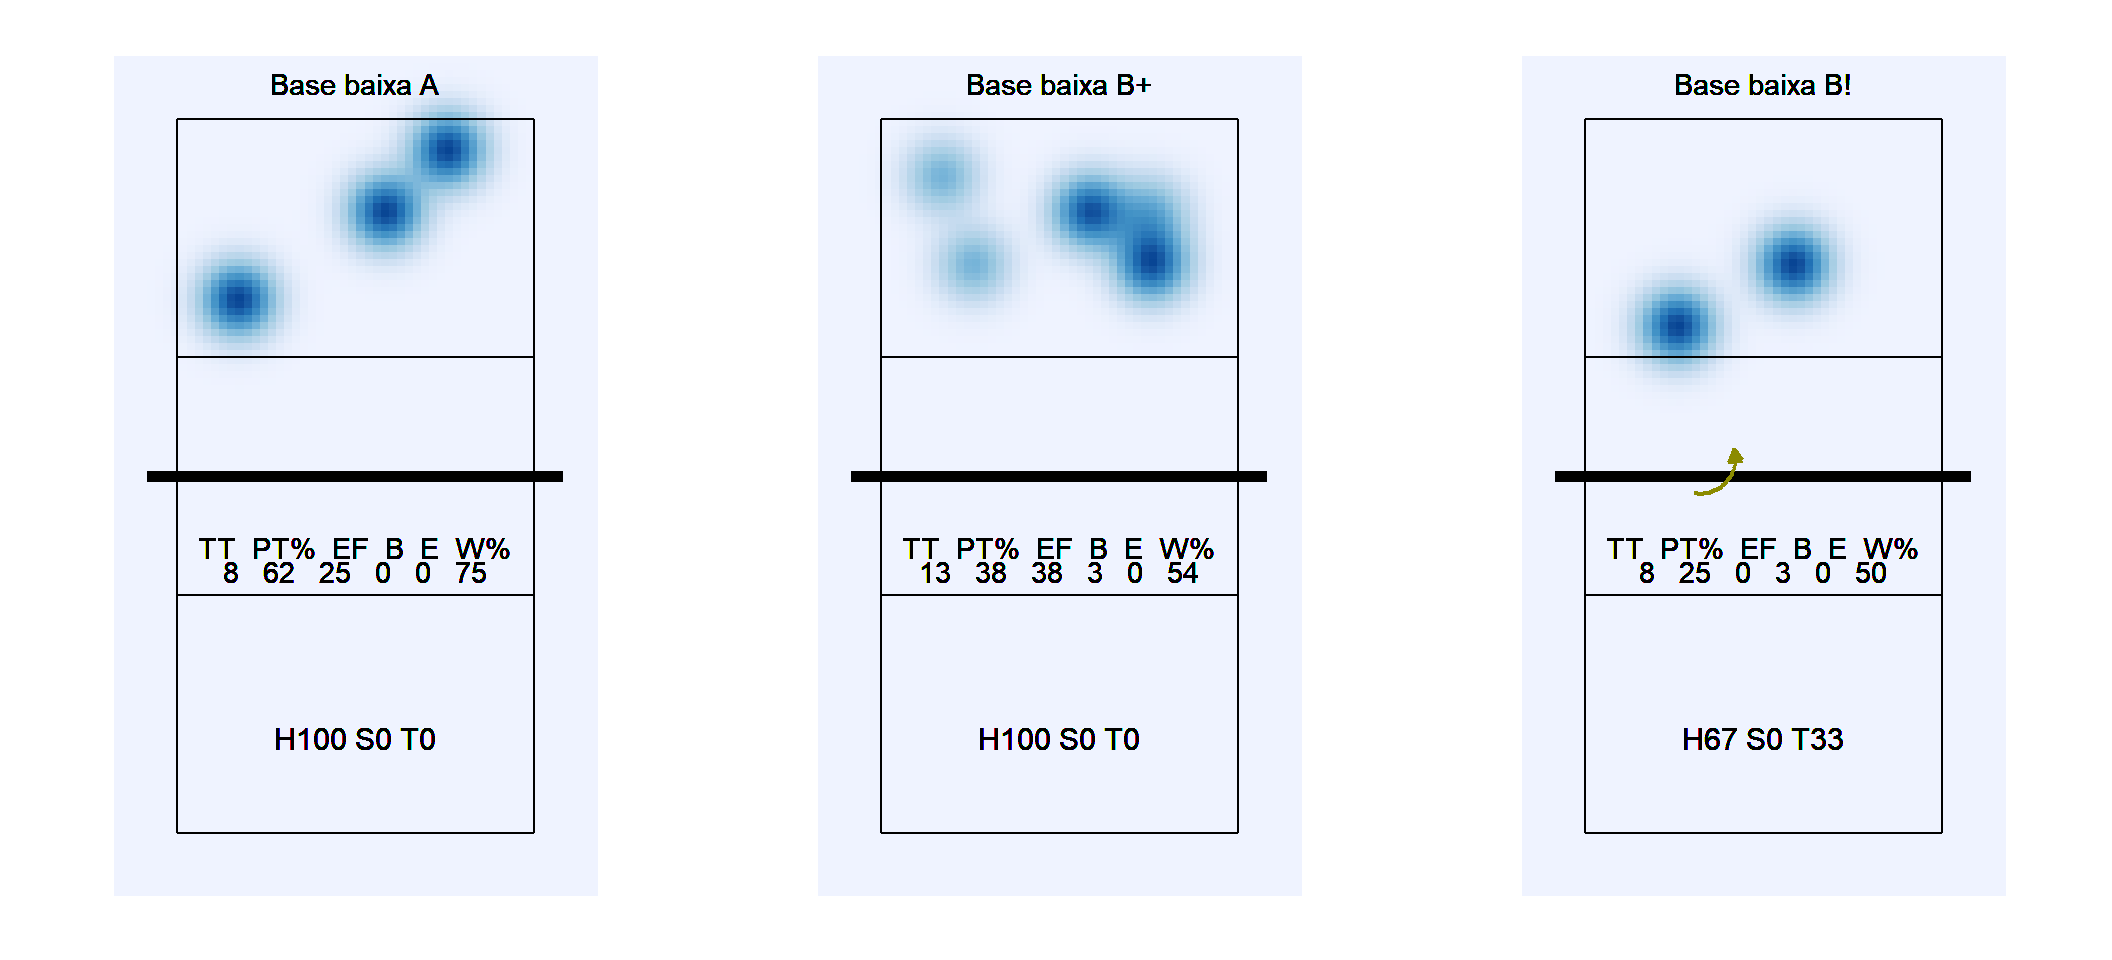 Base baixa A
TT PT% EF B E W%
8 62 25 0 0 75
H100 S0 T0
Base baixa B+
TT PT% EF B E W%
13 38 38 3 0 54
H100 S0 T0
Base baixa B!
TT PT% EF B E W%
8 25 0 3 0 50
H67 S0 T33